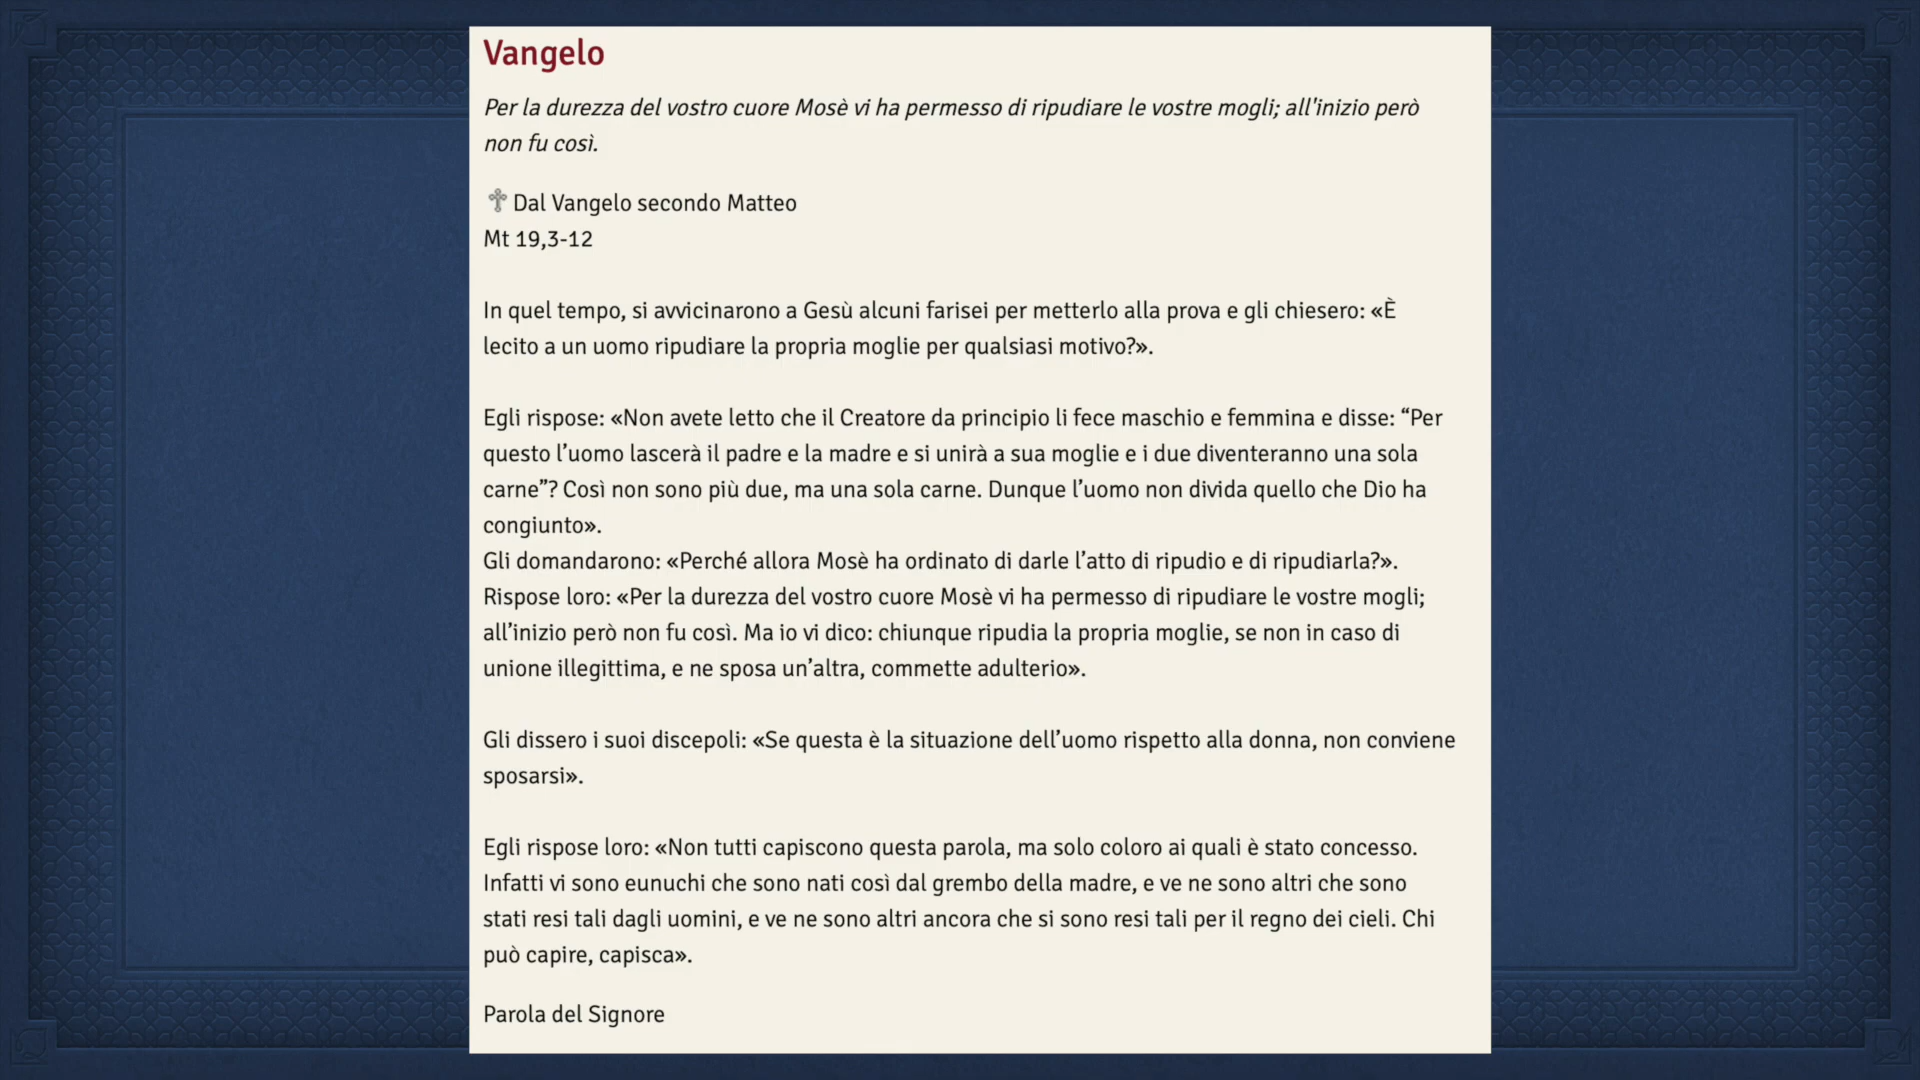 Vangelo
Per la durezza del vostro cuore Mosè vi ha permesso di ripudiare le vostre mogli; all'inizio però
non fu così.
Dal Vangelo secondo Matteo
Mt 19,3-12
In quel tempo, si avvicinarono a Gesù alcuni farisei per metterlo alla prova e gli chiesero: «È
lecito a un uomo ripudiare la propria moglie per qualsiasi motivo?».
Egli rispose: «Non avete letto che il Creatore da principio li fece maschio e femmina e disse: “Per
questo l’uomo lascerà il padre e la madre e si unirà a sua moglie e i due diventeranno una sola
carne”? Così non sono più due, ma una sola carne. Dunque l’uomo non divida quello che Dio ha
congiunto».
Gli domandarono: «Perché allora Mosè ha ordinato di darle l’atto di ripudio e di ripudiarla?».
Rispose loro: «Per la durezza del vostro cuore Mosè vi ha permesso di ripudiare le vostre mogli;
all’inizio però non fu così. Ma io vi dico: chiunque ripudia la propria moglie, se non in caso di
unione illegittima, e ne sposa un’altra, commette adulterio».
Gli dissero i suoi discepoli: «Se questa è la situazione dell’uomo rispetto alla donna, non conviene
sposarsi».
Egli rispose loro: «Non tutti capiscono questa parola, ma solo coloro ai quali è stato concesso.
Infatti vi sono eunuchi che sono nati così dal grembo della madre, e ve ne sono altri che sono
stati resi tali dagli uomini, e ve ne sono altri ancora che si sono resi tali per il regno dei cieli. Chi
può capire, capisca».
Parola del Signore